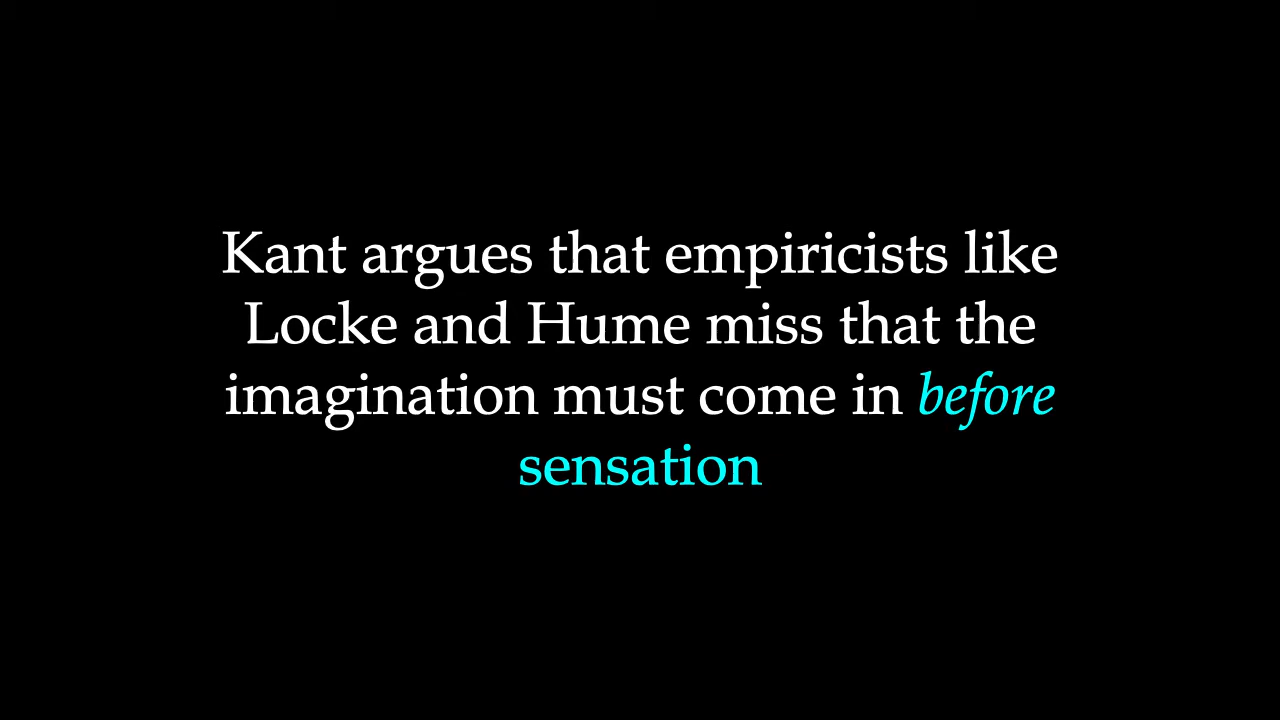 Kant argues that empiricists like
Locke and Hume miss that the
imagination must come in before
sensation